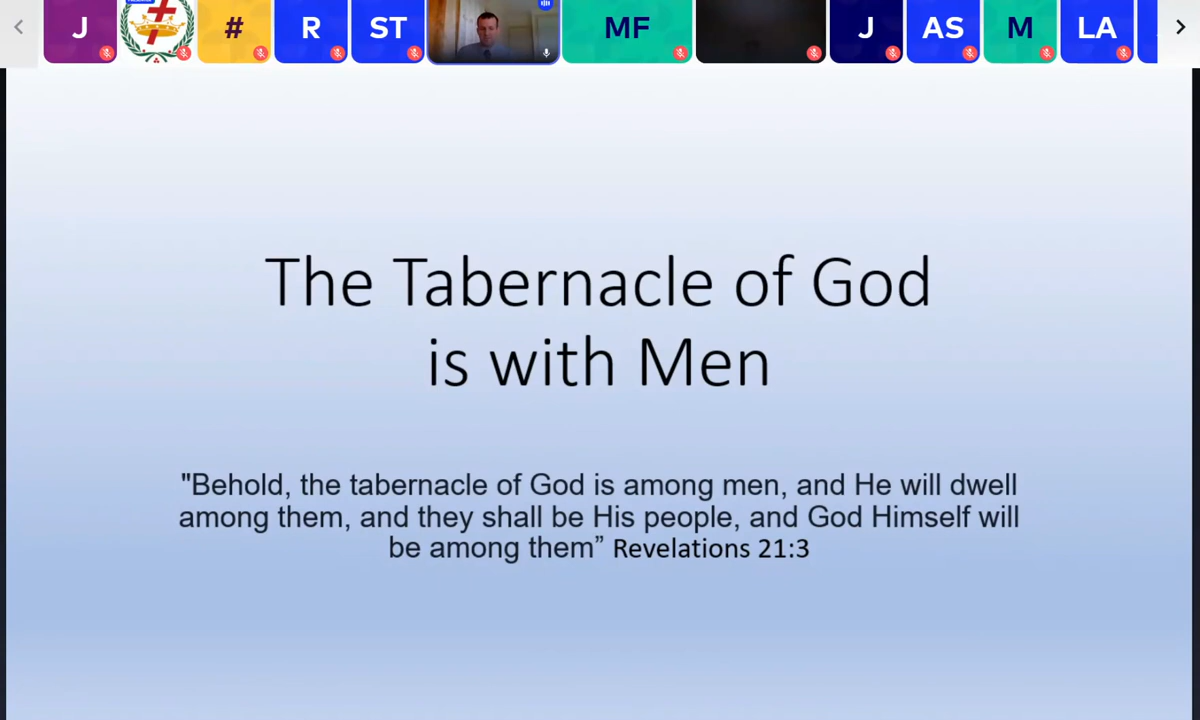 J
#
R
ST
MF
J
AS
M
LA
The Tabernacle of God
is with Men
"Behold, the tabernacle of God is among men, and He will dwell
among them, and they shall be His people, and God Himself will
be among them” Revelations 21:3